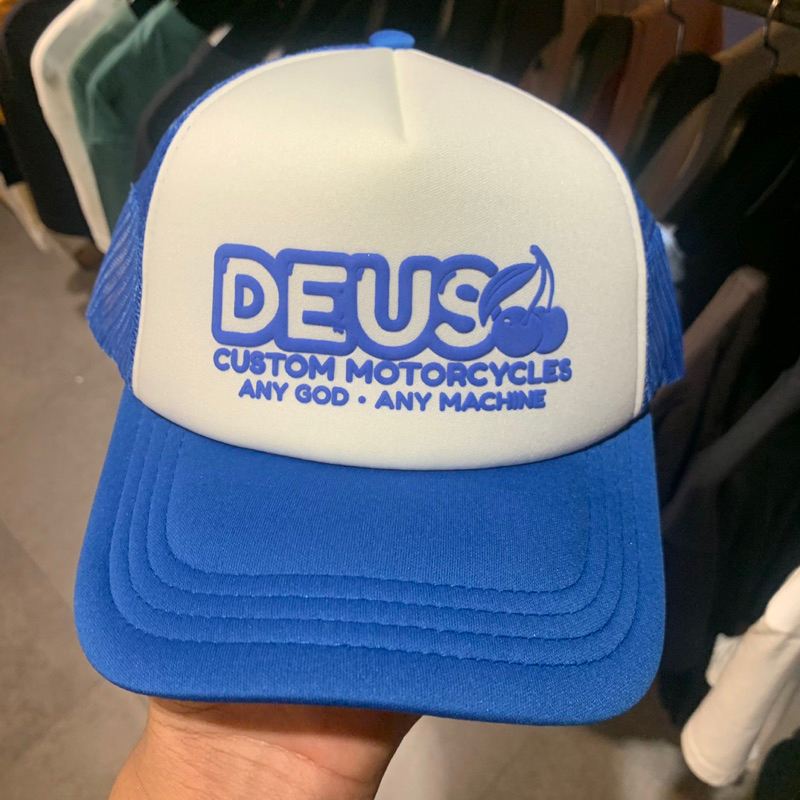 DEUS
CUSTOM MOTORCYCLES
ANY GOD • ANY MACHINE